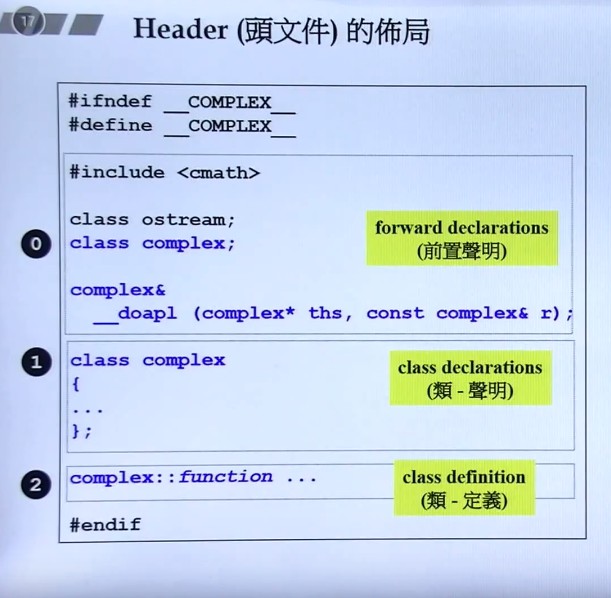 17
Header (頭文件) 的佈局
#ifndef __COMPLEX__
#define __COMPLEX__
#include <cmath>
class ostream;
0 class complex;
forward declarations
(前置聲明)
complex&
__doapl (complex* ths, const complex& r);
1 class complex
{
...
};
class declarations
(類 - 聲明)
2 complex::function ...
class definition
(類 - 定義)
#endif